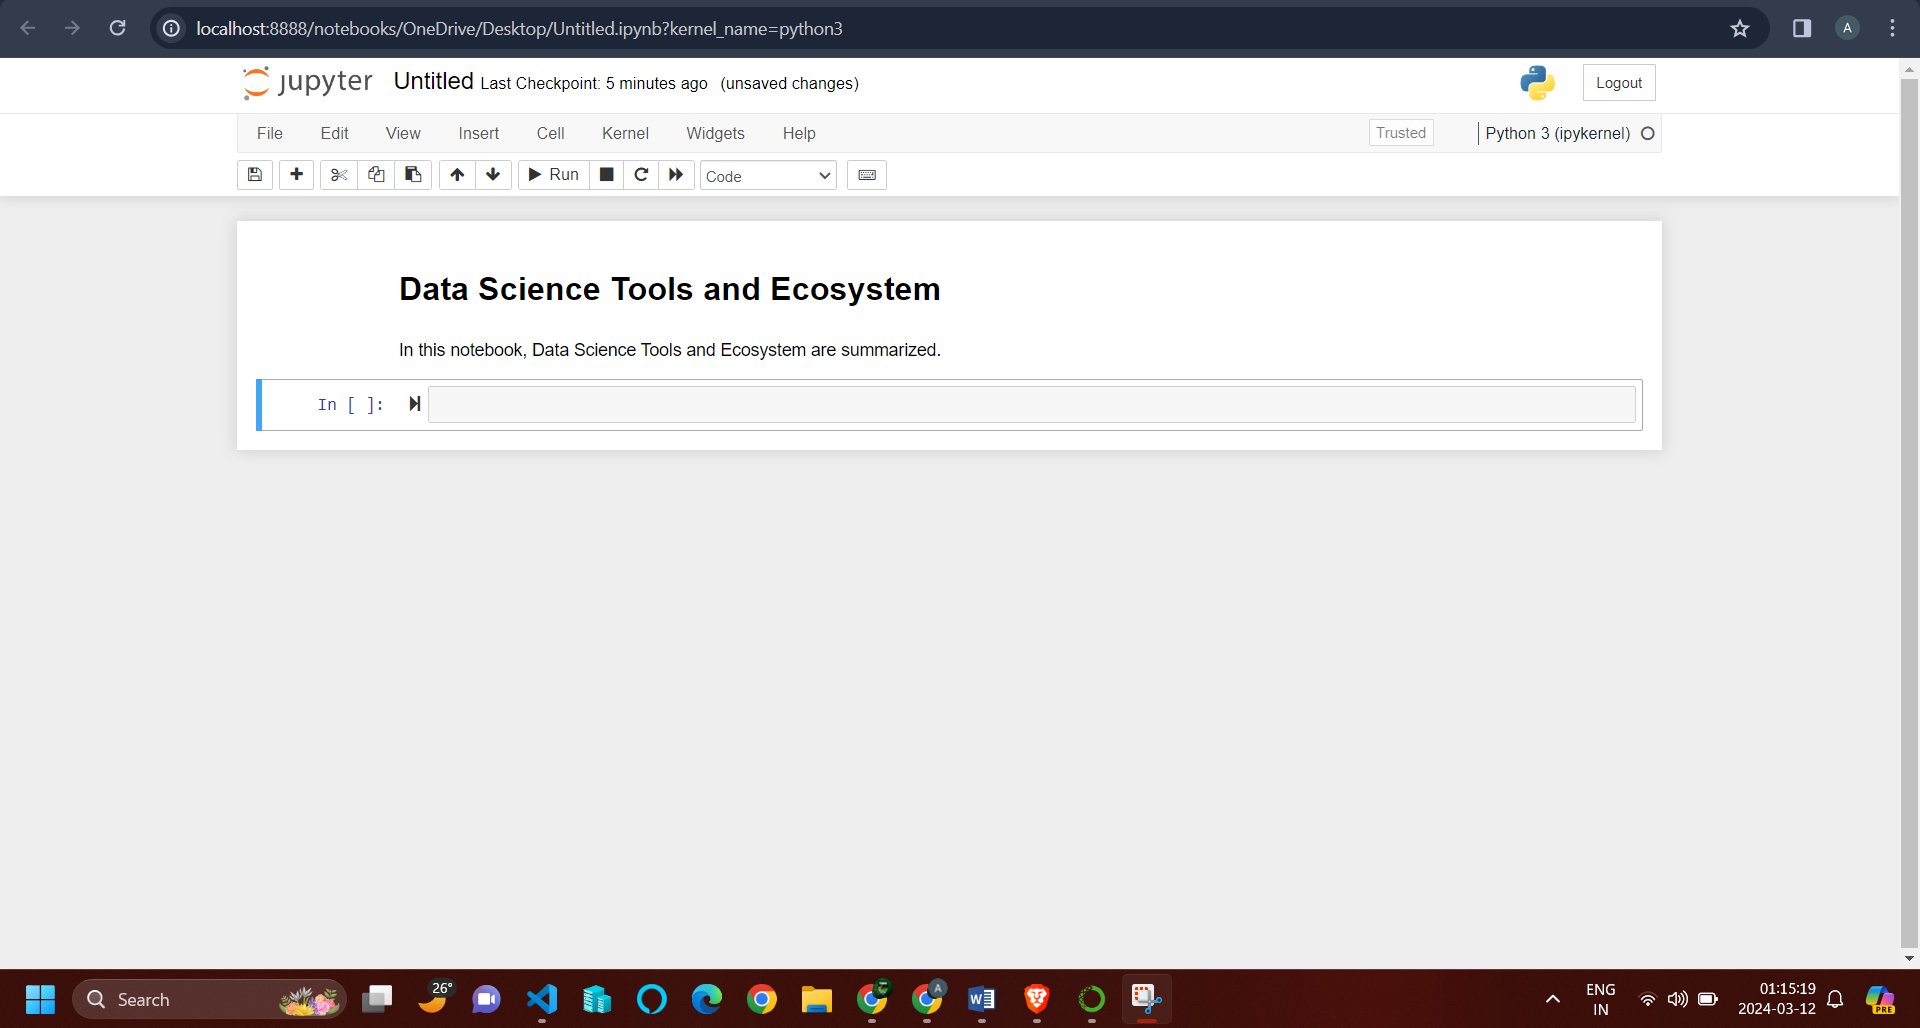 localhost:8888/notebooks/OneDrive/Desktop/Untitled.ipynb?kernel_name=python3
A
jupyter Untitled Last Checkpoint: 5 minutes ago (unsaved changes)
Logout
File Edit View Insert Cell Kernel Widgets Help
Trusted
Python 3 (ipykernel)
Run
Code
Data Science Tools and Ecosystem
In this notebook, Data Science Tools and Ecosystem are summarized.
In [ ]:
Search
26°
A
W
ENG
IN
01:15:19
2024-03-12
PRE